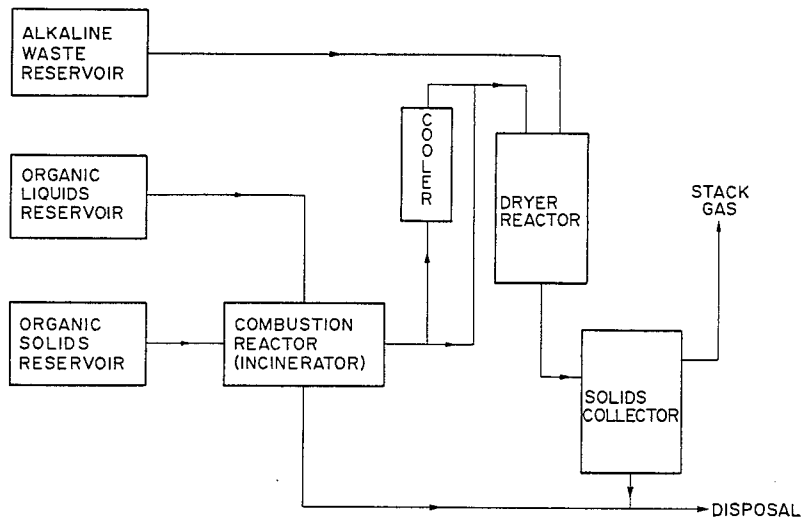 ALKALINE
WASTE
RESERVOIR
ORGANIC
LIQUIDS
RESERVOIR
ORGANIC
SOLIDS
RESERVOIR
COMBUSTION
REACTOR
(INCINERATOR)
COOLER
DRYER
REACTOR
STACK
GAS
SOLIDS
COLLECTOR
DISPOSAL